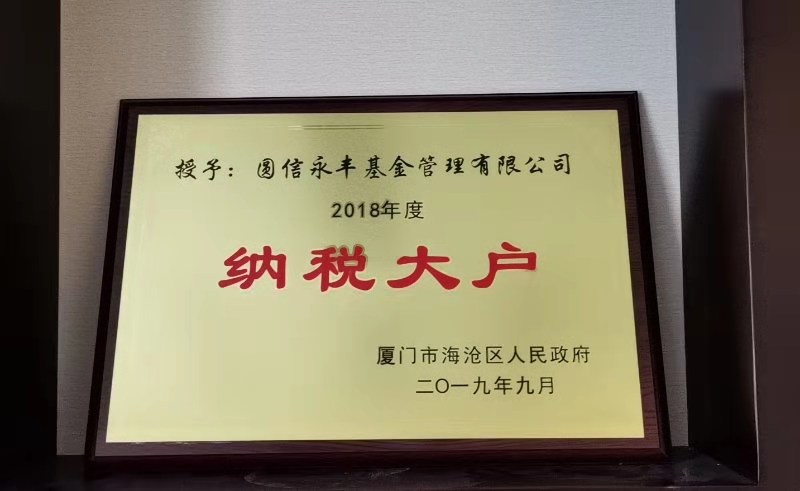 授予：圆信永丰基金管理有限公司
2018年度
纳税大户
厦门市海沧区人民政府
二〇一九年九月